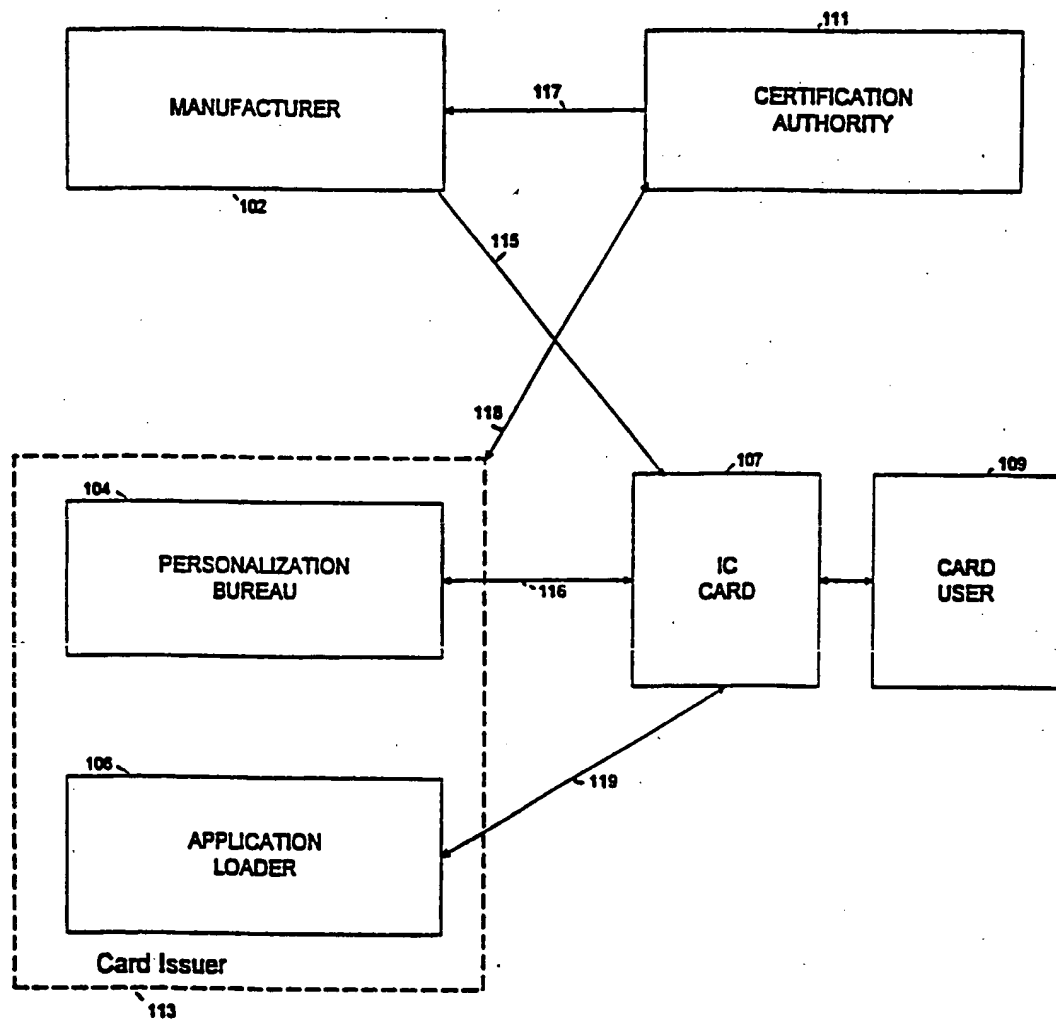 111
MANUFACTURER
117
CERTIFICATION
AUTHORITY
102
115
118
107
109
104
PERSONALIZATION
BUREAU
116
IC
CARD
CARD
USER
106
APPLICATION
LOADER
119
Card Issuer
113